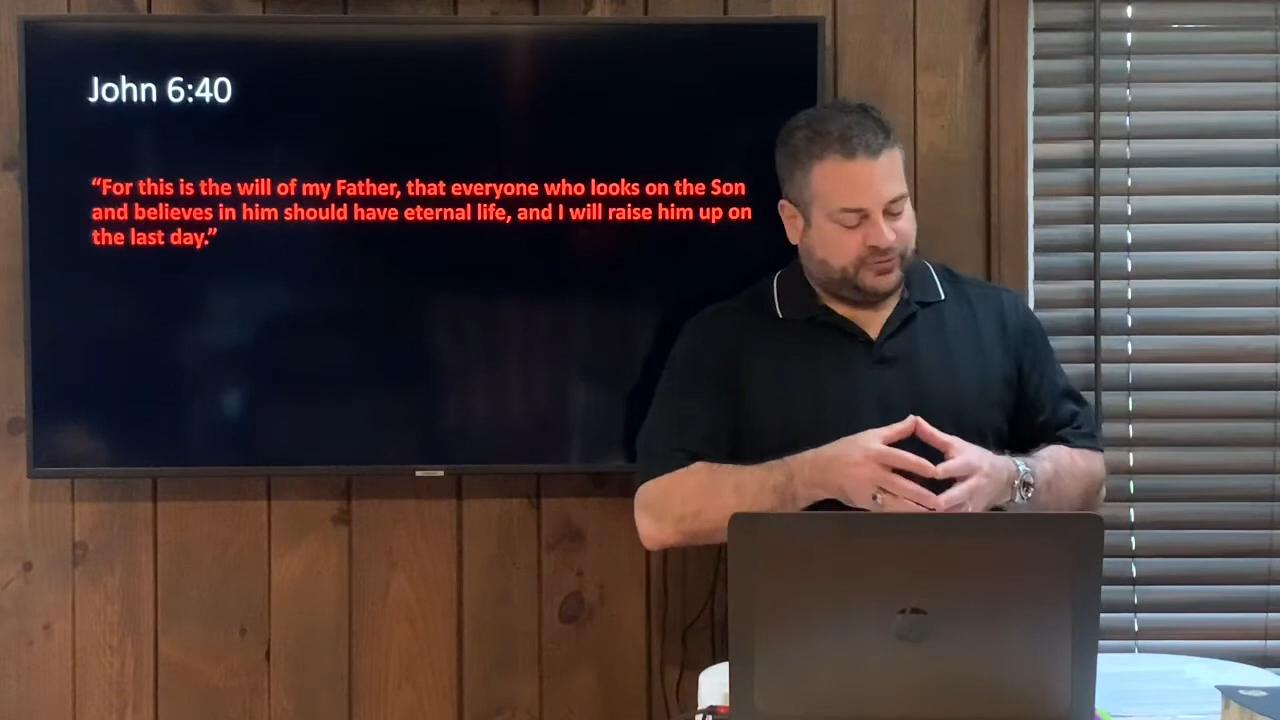 John 6:40
“For this is the will of my Father, that everyone who looks on the Son
and believes in him should have eternal life, and I will raise him up on
the last day.”